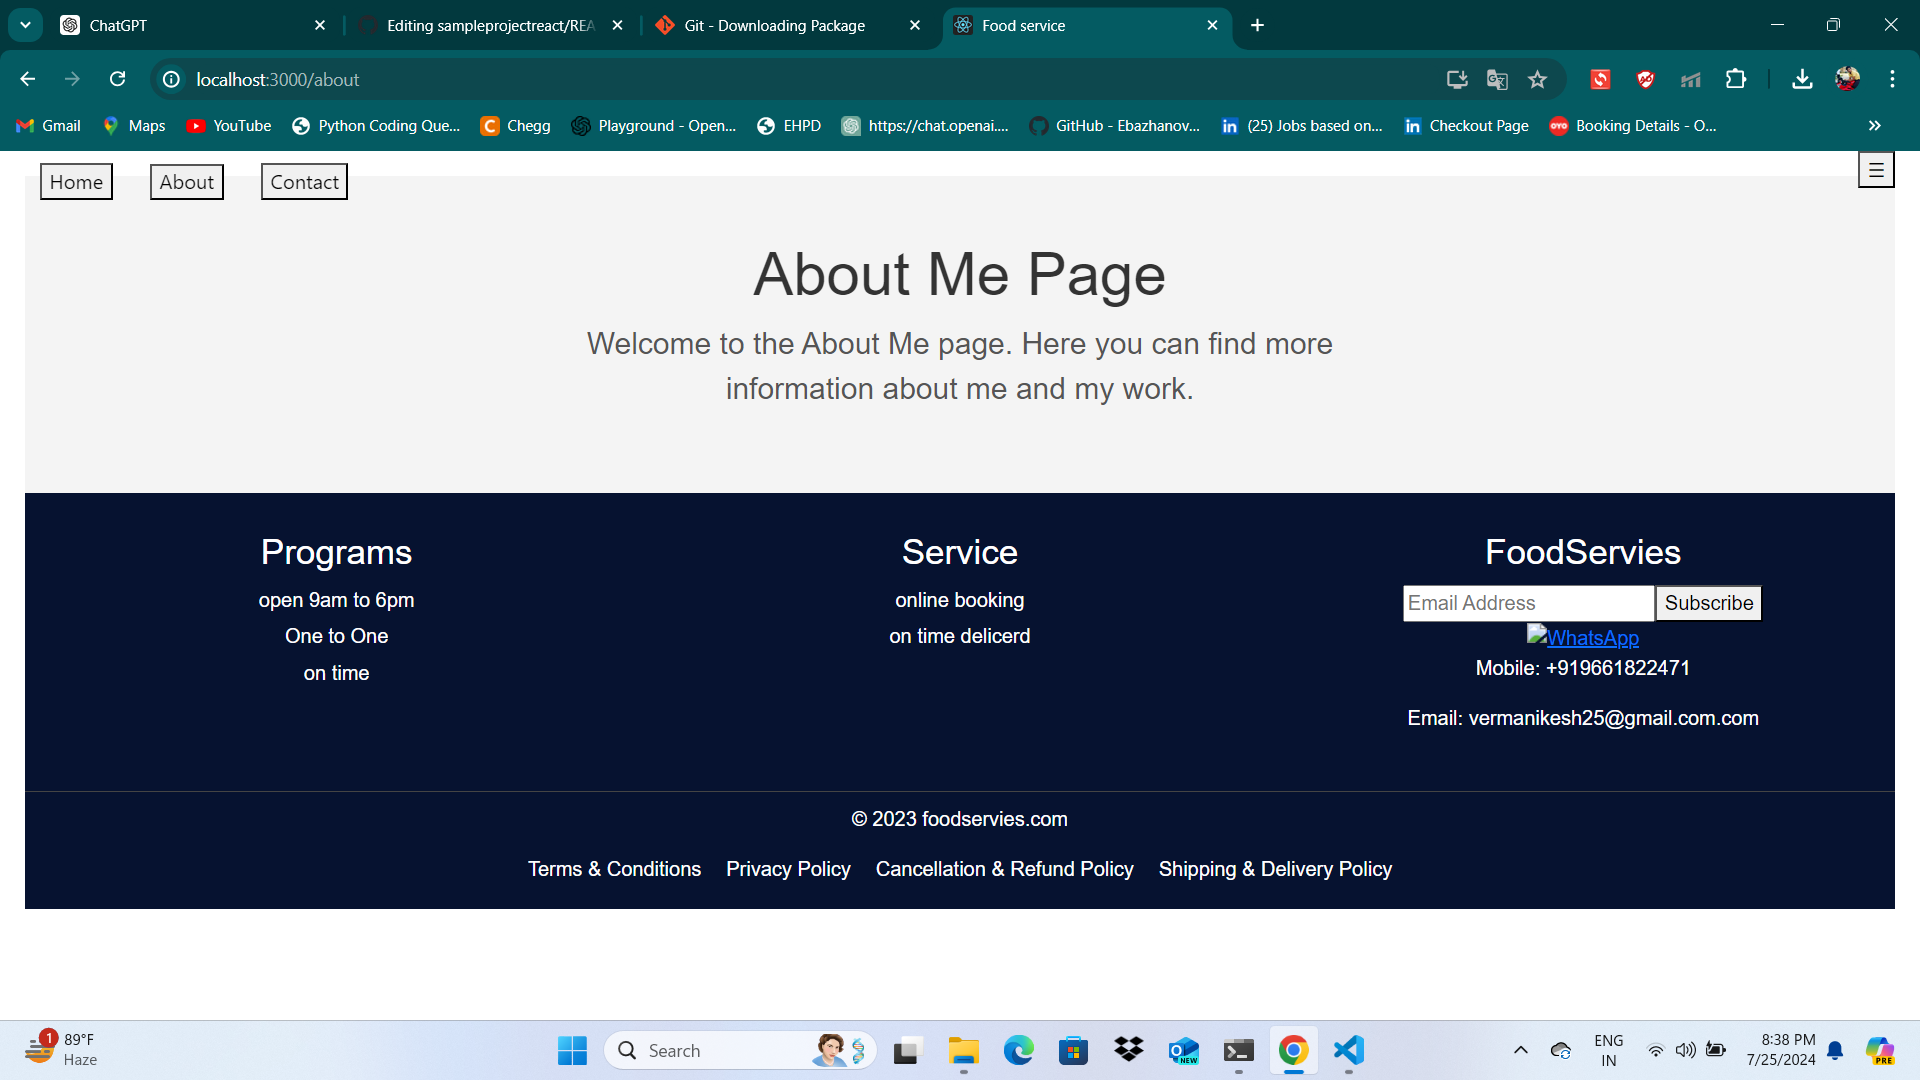 ChatGPT
Editing sampleprojectreact/REA
Git - Downloading Package
Food service
localhost:3000/about
Gmail
Maps
YouTube
Python Coding Que...
Chegg
Playground - Open...
EHPD
https://chat.openai....
GitHub - Ebazhanov...
(25) Jobs based on...
Checkout Page
Booking Details - O...
Home
About
Contact
About Me Page
Welcome to the About Me page. Here you can find more
information about me and my work.
Programs
open 9am to 6pm
One to One
on time
Service
online booking
on time delicerd
FoodServies
Email Address
Subscribe
WhatsApp
Mobile: +919661822471
Email: vermanikesh25@gmail.com.com
© 2023 foodservies.com
Terms & Conditions Privacy Policy Cancellation & Refund Policy Shipping & Delivery Policy
1
89°F
Haze
Search
NEW
ENG
IN
8:38 PM
7/25/2024
PRE